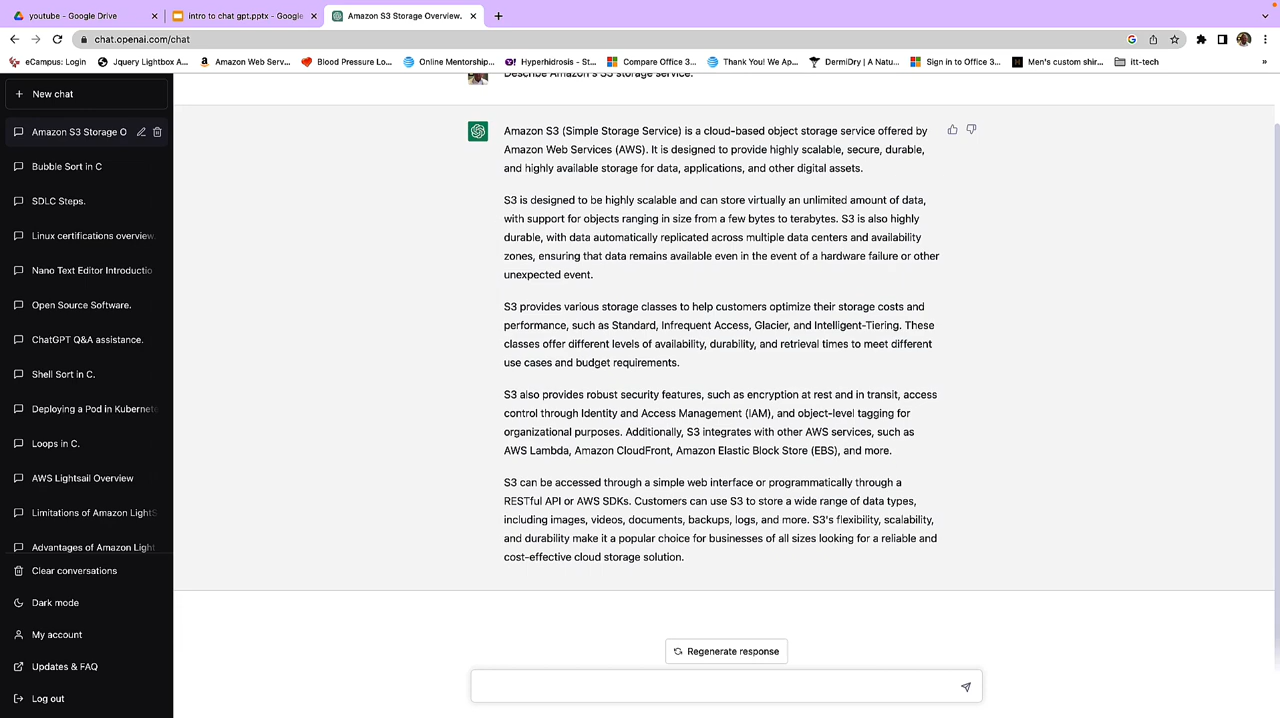 youtube - Google Drive
intro to chat gpt.pptx - Google
Amazon S3 Storage Overview.
chat.openai.com/chat
eCampus: Login
Jquery Lightbox A...
Amazon Web Serv...
Blood Pressure Lo...
Online Mentorship...
Hyperhidrosis - St...
Compare Office 3...
Thank You! We Ap...
DermiDry | A Natu...
Sign in to Office 3...
Men's custom shir...
itt-tech
New chat
Amazon S3 Storage O
Bubble Sort in C
SDLC Steps.
Linux certifications overview.
Nano Text Editor Introductio
Open Source Software.
ChatGPT Q&A assistance.
Shell Sort in C.
Deploying a Pod in Kubernete
Loops in C.
AWS Lightsail Overview
Limitations of Amazon LightS
Advantages of Amazon Light
Clear conversations
Dark mode
My account
Updates & FAQ
Log out
Describe Amazon's S3 storage service.
Amazon S3 (Simple Storage Service) is a cloud-based object storage service offered by
Amazon Web Services (AWS). It is designed to provide highly scalable, secure, durable,
and highly available storage for data, applications, and other digital assets.
S3 is designed to be highly scalable and can store virtually an unlimited amount of data,
with support for objects ranging in size from a few bytes to terabytes. S3 is also highly
durable, with data automatically replicated across multiple data centers and availability
zones, ensuring that data remains available even in the event of a hardware failure or other
unexpected event.
S3 provides various storage classes to help customers optimize their storage costs and
performance, such as Standard, Infrequent Access, Glacier, and Intelligent-Tiering. These
classes offer different levels of availability, durability, and retrieval times to meet different
use cases and budget requirements.
S3 also provides robust security features, such as encryption at rest and in transit, access
control through Identity and Access Management (IAM), and object-level tagging for
organizational purposes. Additionally, S3 integrates with other AWS services, such as
AWS Lambda, Amazon CloudFront, Amazon Elastic Block Store (EBS), and more.
S3 can be accessed through a simple web interface or programmatically through a
RESTful API or AWS SDKs. Customers can use S3 to store a wide range of data types,
including images, videos, documents, backups, logs, and more. S3's flexibility, scalability,
and durability make it a popular choice for businesses of all sizes looking for a reliable and
cost-effective cloud storage solution.
Regenerate response